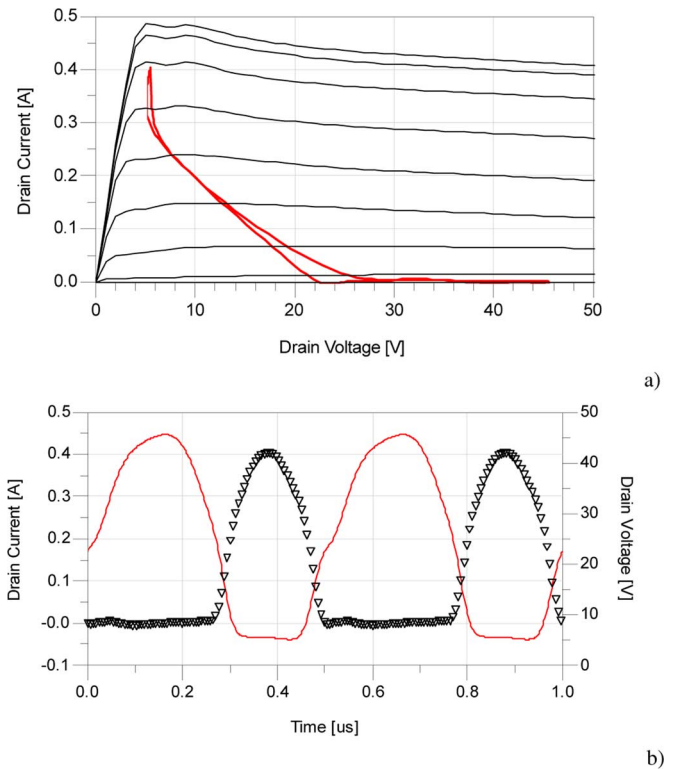 0.5
0.4
0.3
0.2
0.1
0.0
Drain Current [A]
0 10 20 30 40 50
Drain Voltage [V]
a)
0.5
0.4
0.3
0.2
0.1
-0.0
-0.1
Drain Current [A]
50
40
30
20
10
0
Drain Voltage [V]
0.0 0.2 0.4 0.6 0.8 1.0
Time [us]
b)